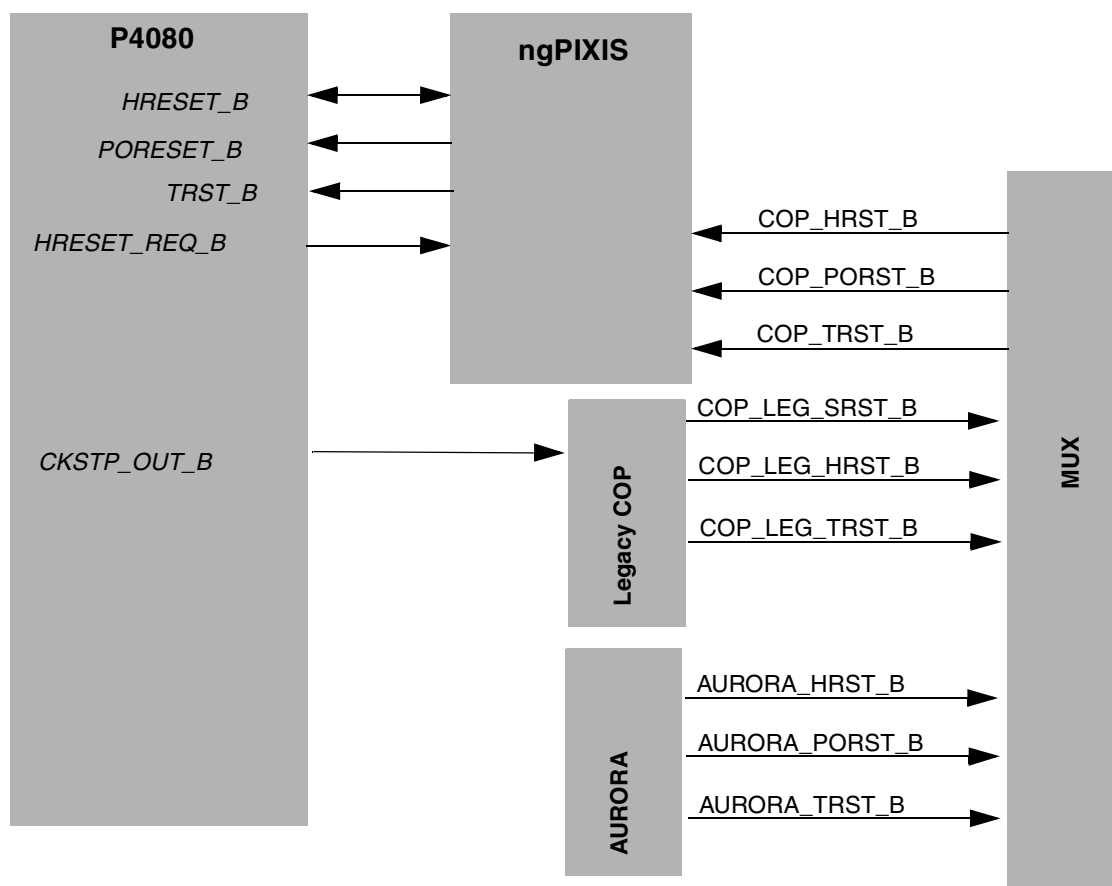 P4080
ngPIXIS
HRESET_B
PORESET_B
TRST_B
HRESET_REQ_B
COP_HRST_B
COP_PORST_B
COP_TRST_B
CKSTP_OUT_B
Legacy COP
COP_LEG_SRST_B
COP_LEG_HRST_B
COP_LEG_TRST_B
MUX
AURORA
AURORA_HRST_B
AURORA_PORST_B
AURORA_TRST_B